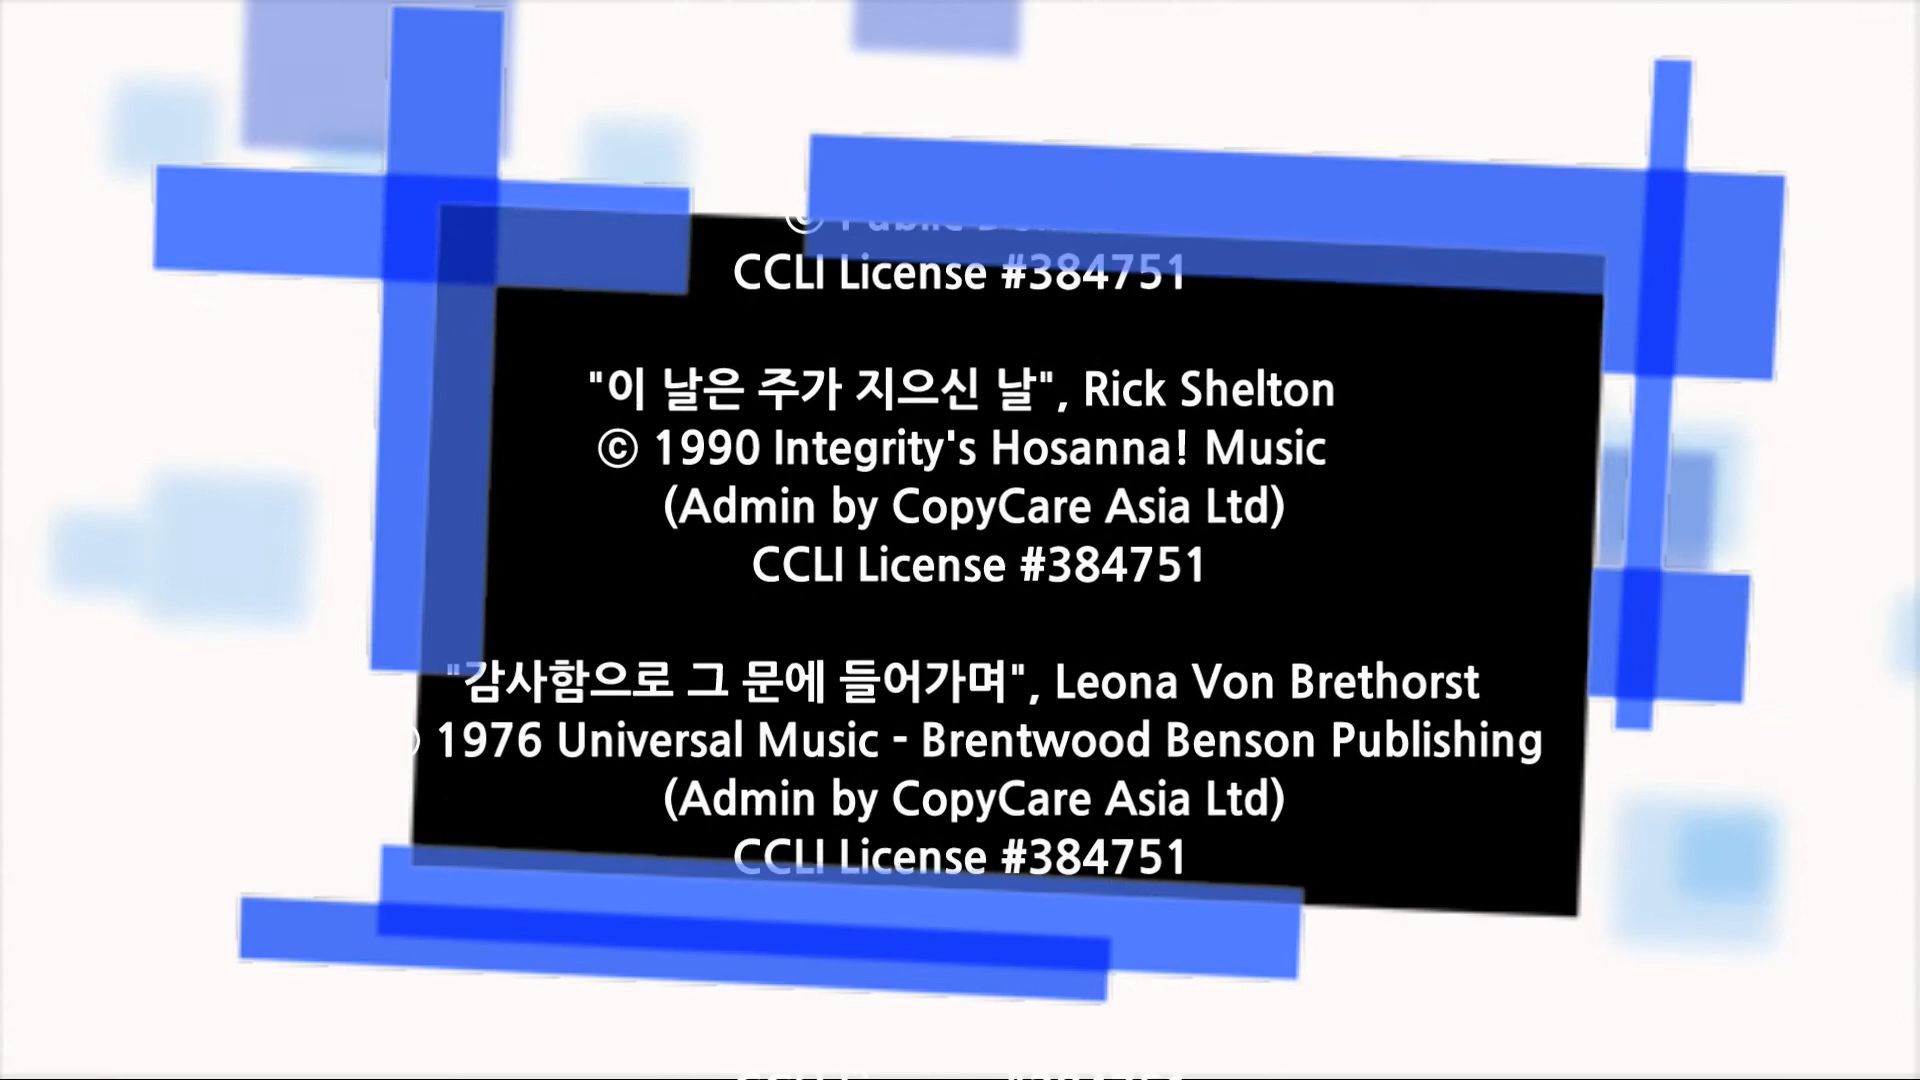 © Public
CCLI License #384751
"이 날은 주가 지으신 날", Rick Shelton
© 1990 Integrity's Hosanna! Music
(Admin by CopyCare Asia Ltd)
CCLI License #384751
"감사함으로 그 문에 들어가며", Leona Von Brethorst
1976 Universal Music - Brentwood Benson Publishing
(Admin by CopyCare Asia Ltd)
CCLI License #384751